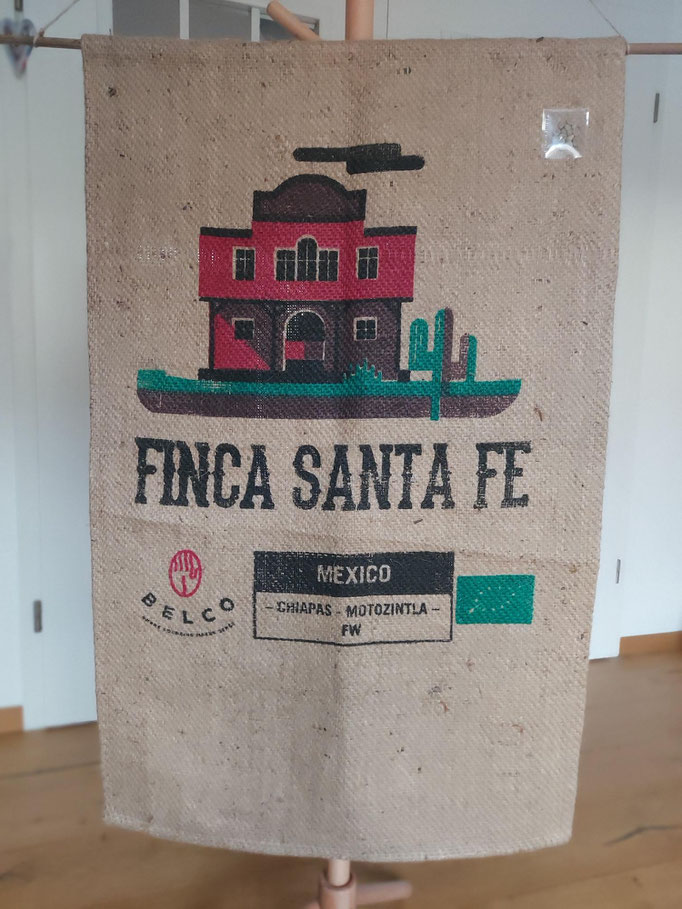 FINCA SANTA FE
BELCO
MEXICO
– CHIAPAS - MOTOZINTLA –
FW